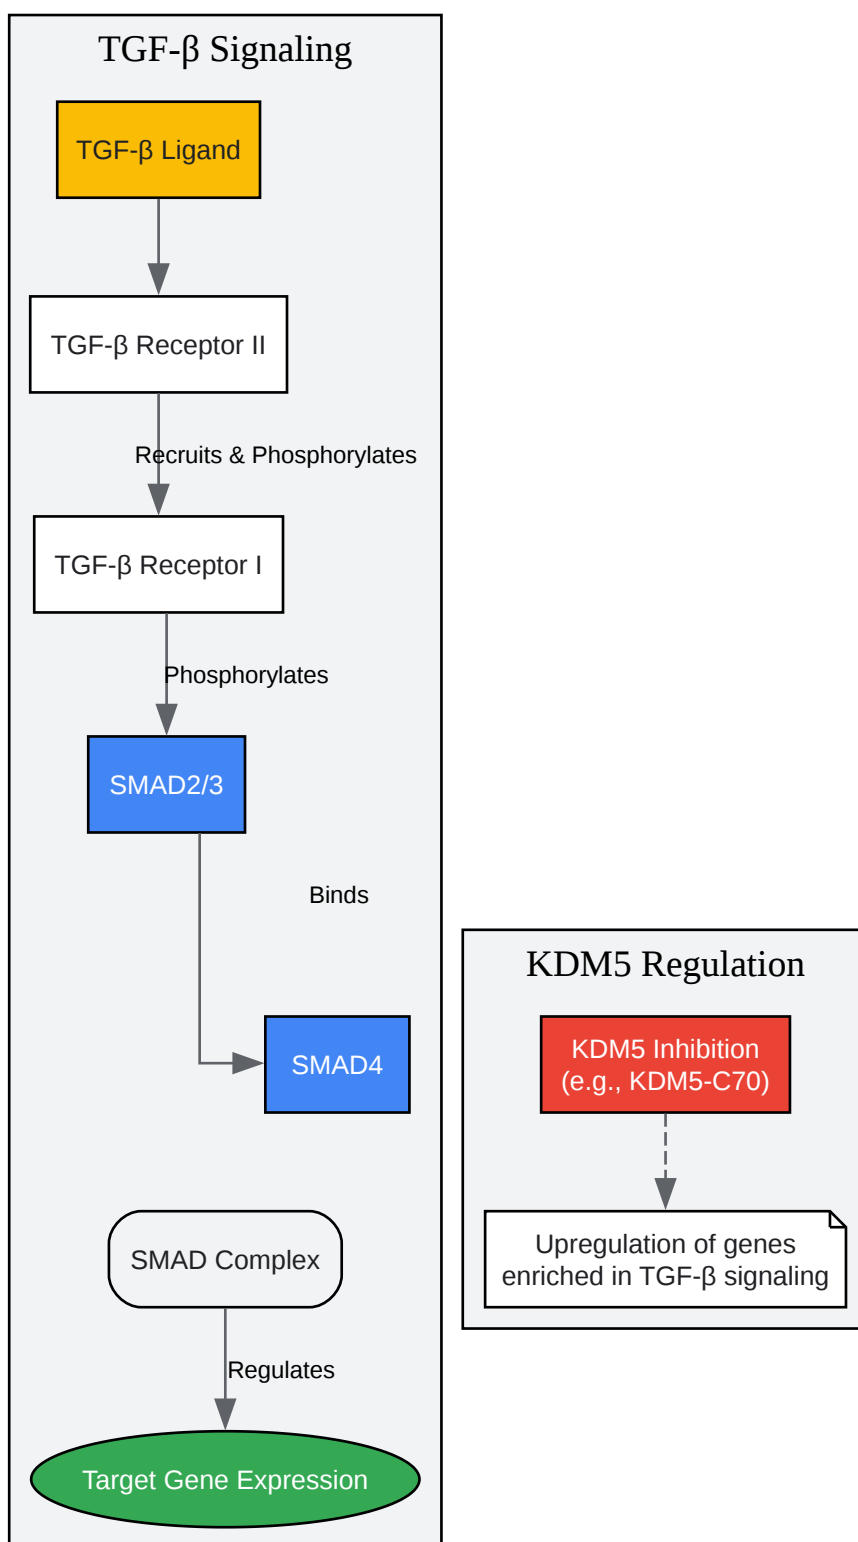 TGF-β Signaling
TGF-β Ligand
TGF-β Receptor II
Recruits & Phosphorylates
TGF-β Receptor I
Phosphorylates
SMAD2/3
Binds
SMAD4
SMAD Complex
Regulates
Target Gene Expression
KDM5 Regulation
KDM5 Inhibition
(e.g., KDM5-C70)
Upregulation of genes
enriched in TGF-β signaling